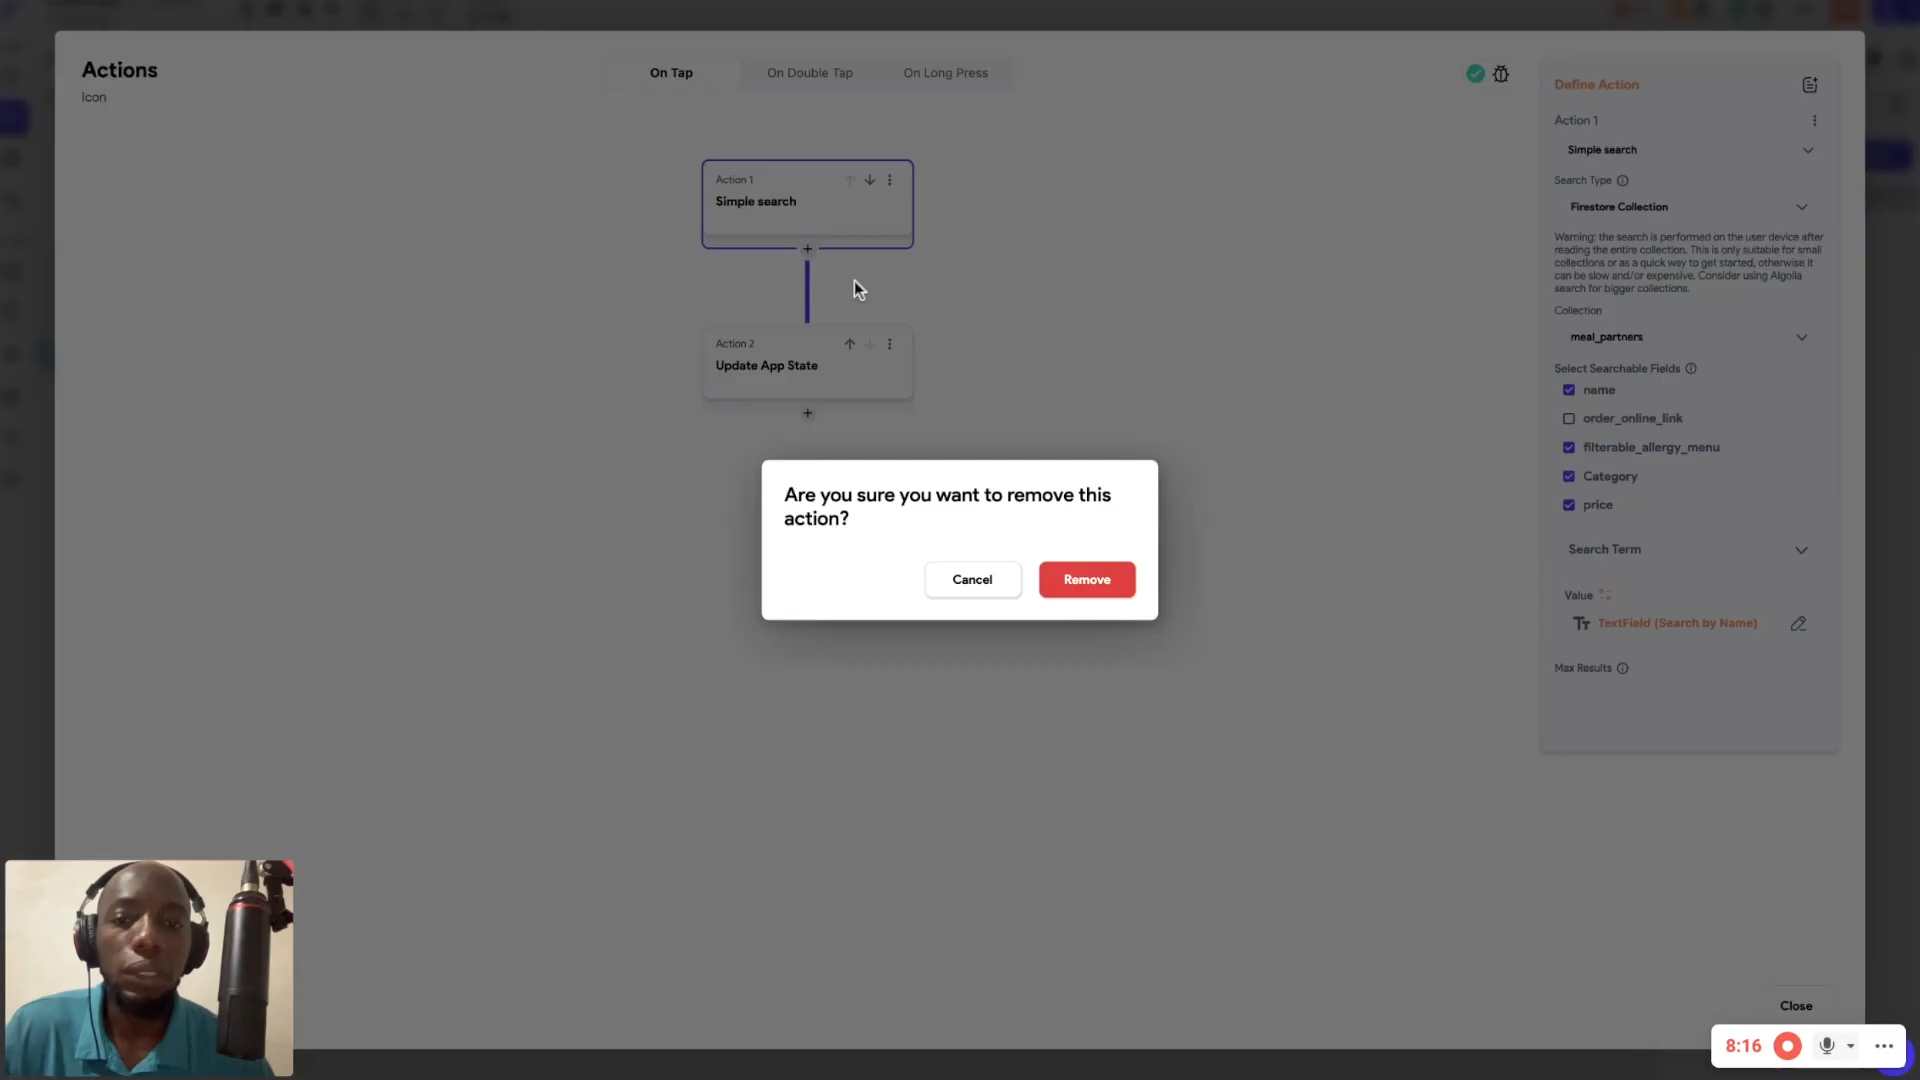 Actions
Icon
On Tap
On Double Tap
On Long Press
Action 1
Simple search
+
Action 2
Update App State
+
Are you sure you want to remove this
action?
Cancel
Remove
Define Action
Action 1
Simple search
Search Type
Firestore Collection
Warning: the search is performed on the user device after
reading the entire collection. This is only suitable for small
collections or as a quick way to get started, otherwise it
can be slow and/or expensive. Consider using Algolia
search for bigger collections.
Collection
meal_partners
Select Searchable Fields
name
order_online_link
filterable_allergy_menu
Category
price
Search Term
Value
Tт TextField (Search by Name)
Max Results
Close
8:16